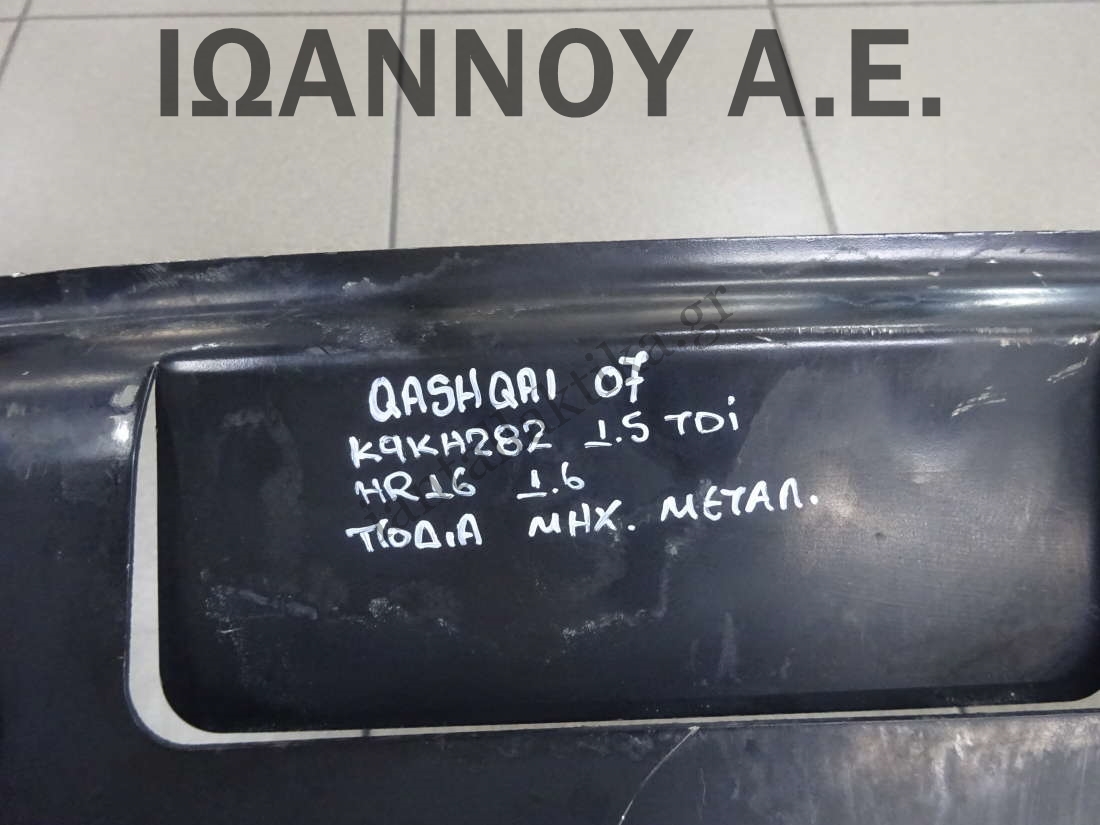 ΙΩΑΝΝΟΥ Α.Ε.
QASHQAI 07
K9KH282 1.5 TDi
HR16 1.6
ΠΟΔΙΑ ΜΗΧ. ΜΕΤΑΛ.